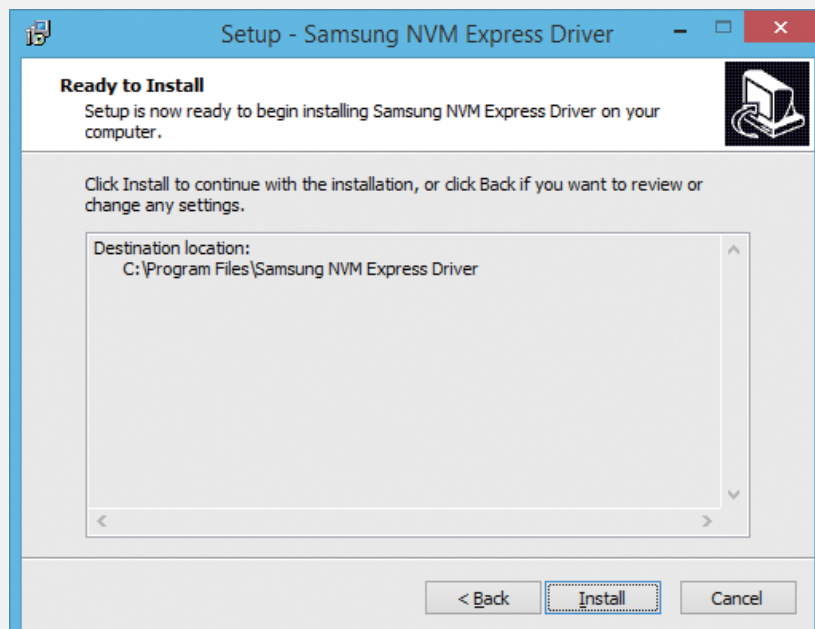 Setup - Samsung NVM Express Driver
Ready to Install
Setup is now ready to begin installing Samsung NVM Express Driver on your
computer.
Click Install to continue with the installation, or click Back if you want to review or
change any settings.
Destination location:
C:\Program Files\Samsung NVM Express Driver
< Back Install Cancel